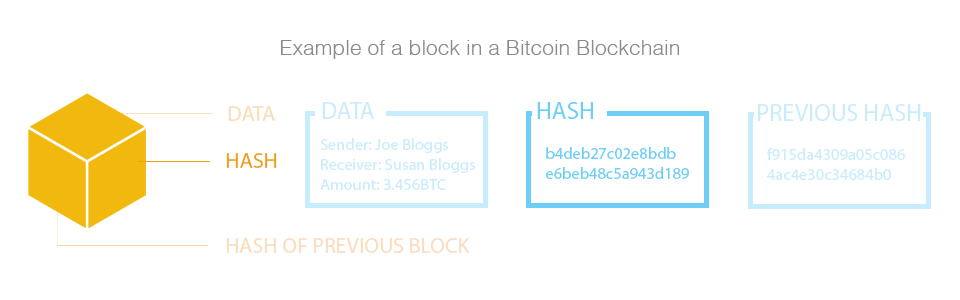 Example of a block in a Bitcoin Blockchain
DATA
HASH
HASH OF PREVIOUS BLOCK
DATA
Sender: Joe Bloggs
Receiver: Susan Bloggs
Amount: 3.456BTC
HASH
b4deb27c02e8bdb
e6beb48c5a943d189
PREVIOUS HASH
f915da4309a05c086
4ac4e30c34684b0